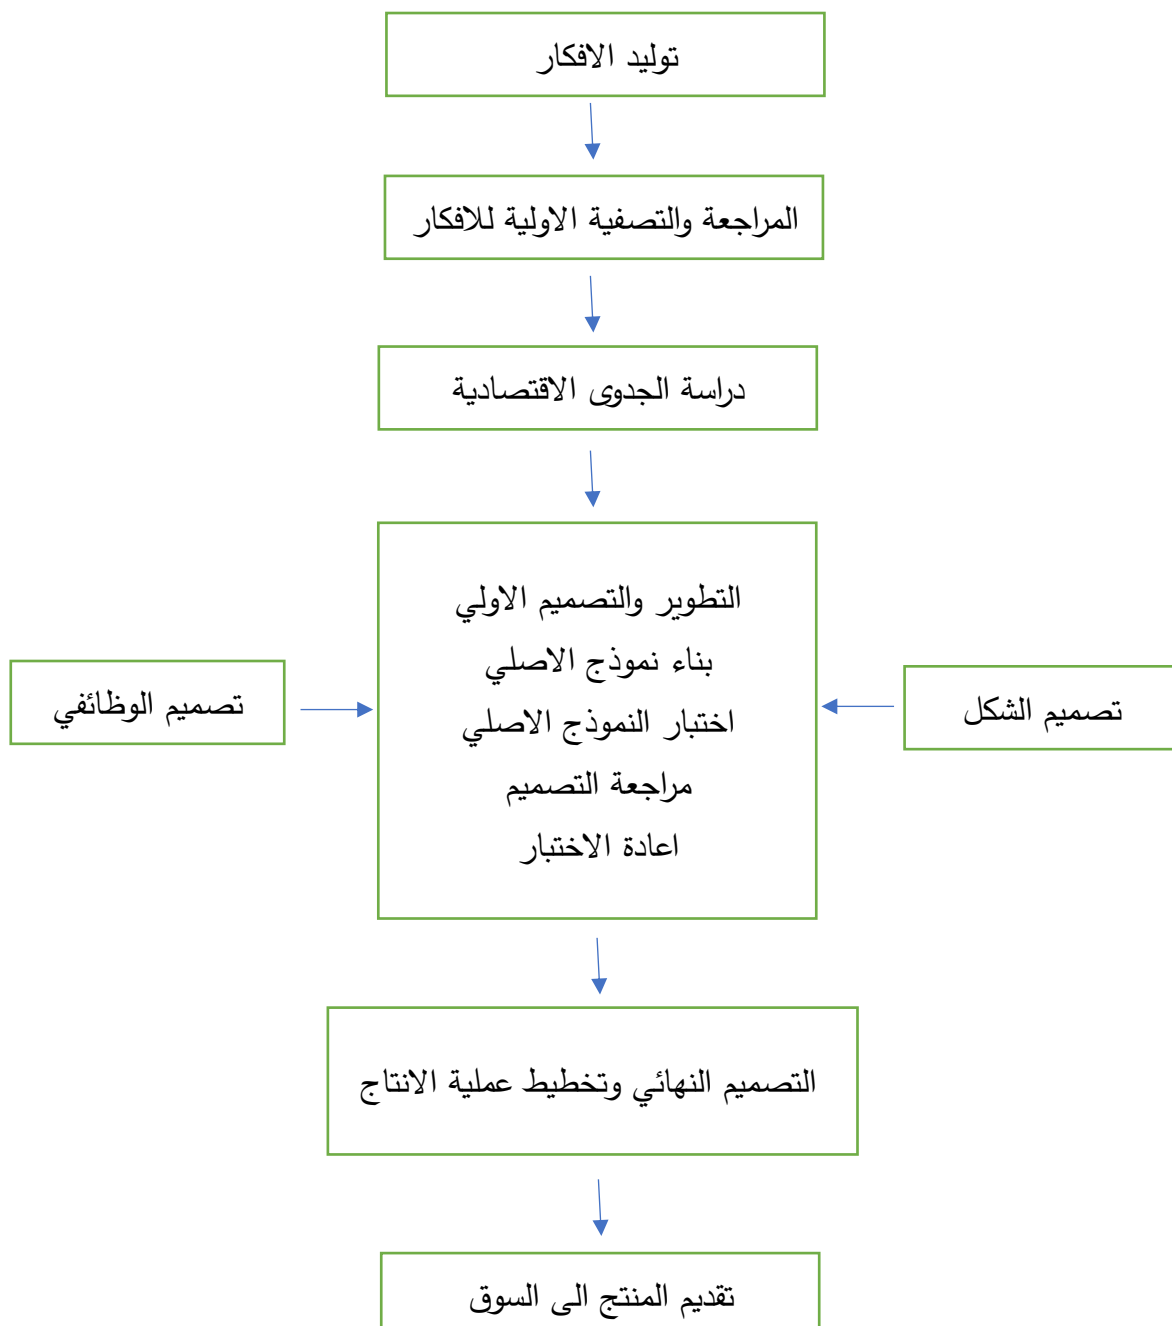 توليد الافكار
المراجعة والتصفية الاولية للافكار
دراسة الجدوى الاقتصادية
التطوير والتصميم الاولي
بناء نموذج الاصلي
اختبار النموذج الاصلي
مراجعة التصميم
اعادة الاختبار
تصميم الشكل
تصميم الوظائفي
التصميم النهائي وتخطيط عملية الانتاج
تقديم المنتج الى السوق